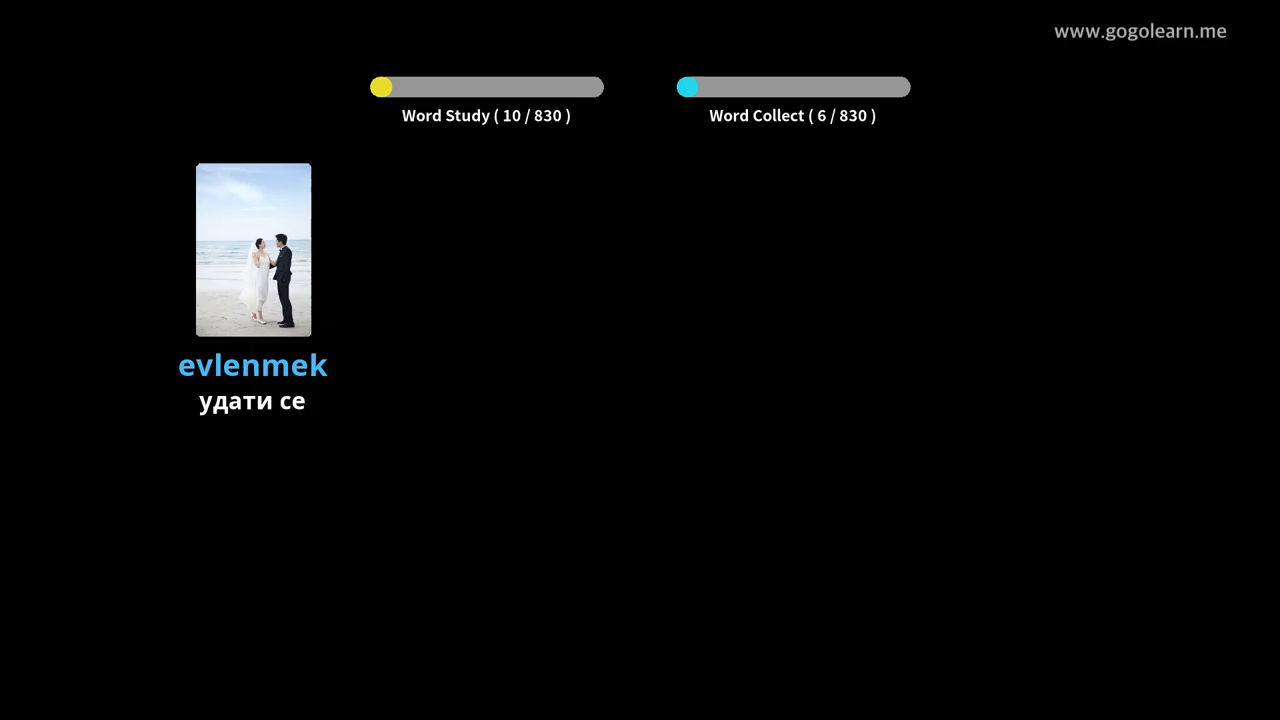 www.gogolearn.me
Word Study ( 10 / 830 )
Word Collect ( 6 / 830 )
evlenmek
удати се